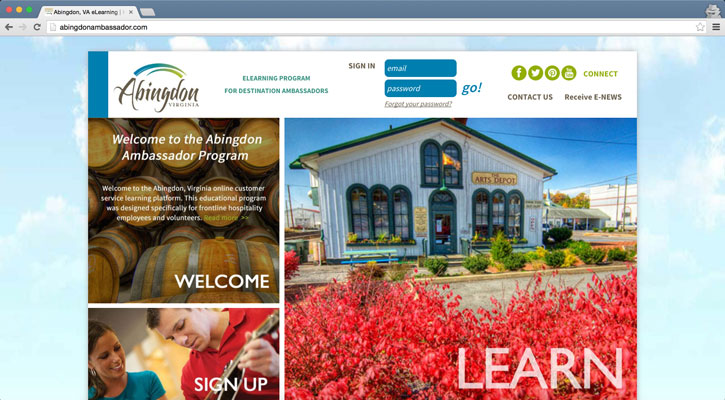 Abingdon, VA eLearning |
abingdonambassador.com
Abingdon
VIRGINIA
ELEARNING PROGRAM
FOR DESTINATION AMBASSADORS
SIGN IN
email
password
go!
Forgot your password?
CONNECT
CONTACT US
Receive E-NEWS
Welcome to the Abingdon
Ambassador Program
Welcome to the Abingdon, Virginia online customer
service learning platform. This educational program
was designed specifically for frontline hospitality
employees and volunteers. Read more >>
WELCOME
SIGN UP
THE
ARTS DEPOT
LEARN